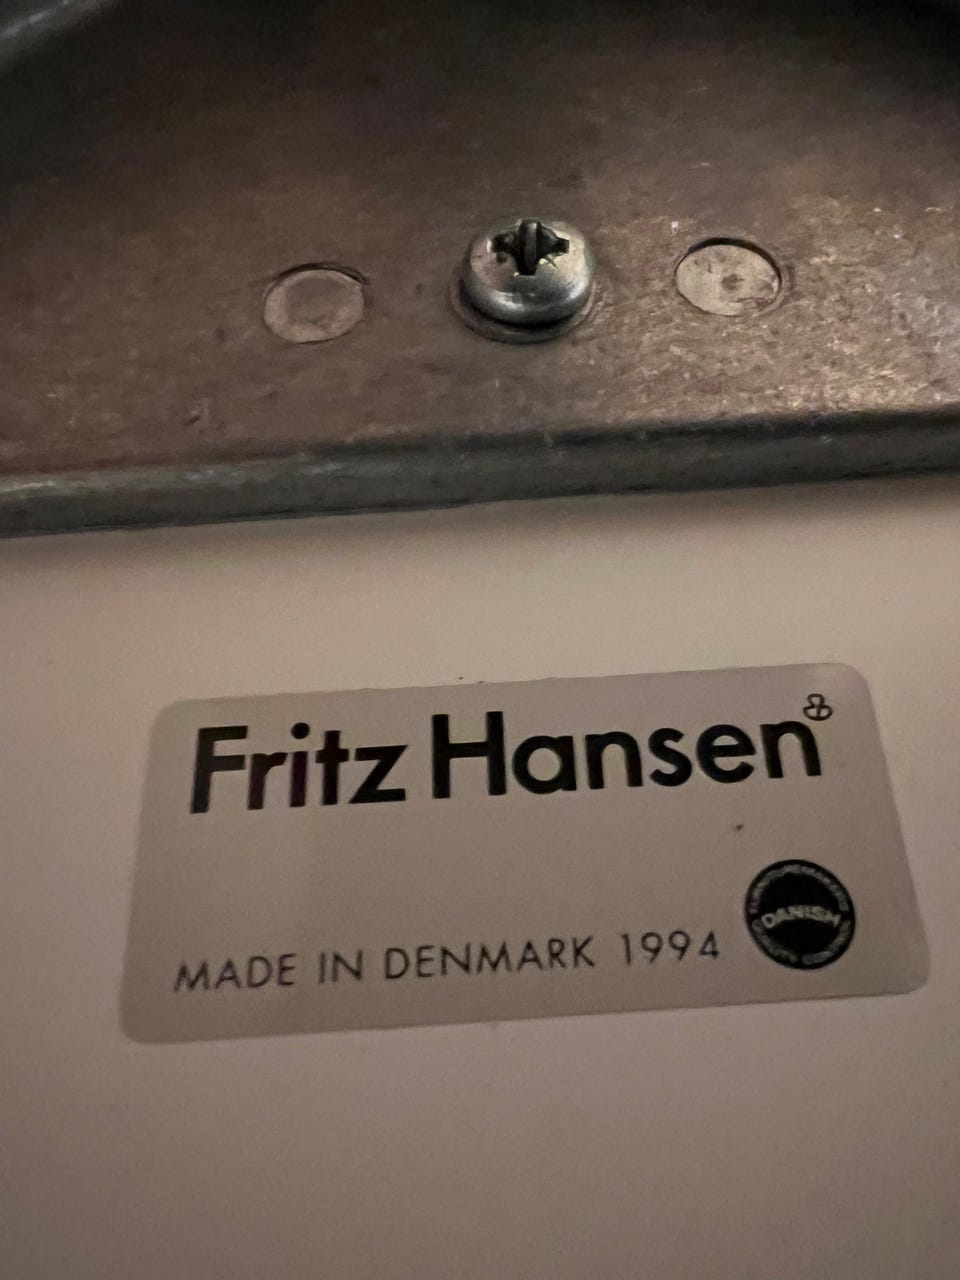 Fritz Hansen
MADE IN DENMARK 1994
DANISH